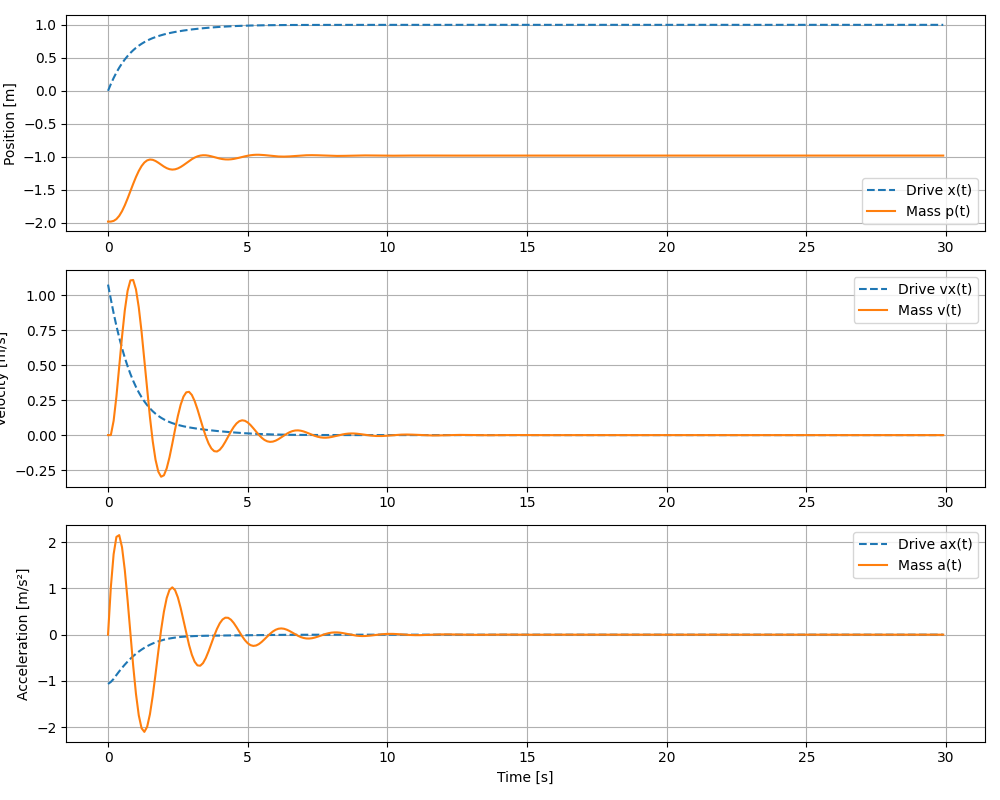 1.0
0.5
0.0
−0.5
−1.0
−1.5
−2.0
Position [m]
Drive x(t)
Mass p(t)
0 5 10 15 20 25 30
1.00
0.75
0.50
0.25
0.00
−0.25
Velocity [m/s]
Drive vx(t)
Mass v(t)
0 5 10 15 20 25 30
2
1
0
−1
−2
Acceleration [m/s²]
Drive ax(t)
Mass a(t)
0 5 10 15 20 25 30
Time [s]